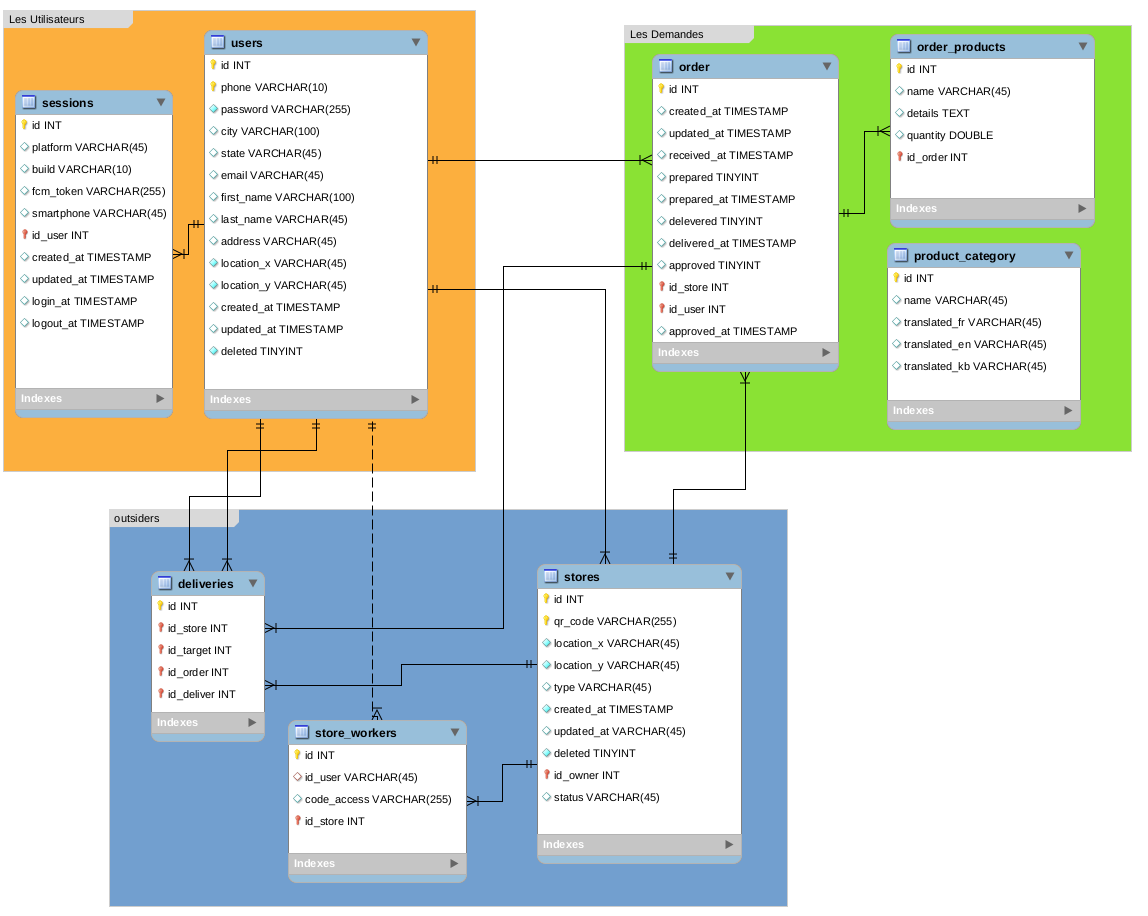 Les Utilisateurs
sessions
id INT
platform VARCHAR(45)
build VARCHAR(10)
fcm_token VARCHAR(255)
smartphone VARCHAR(45)
id_user INT
created_at TIMESTAMP
updated_at TIMESTAMP
login_at TIMESTAMP
logout_at TIMESTAMP
Indexes
users
id INT
phone VARCHAR(10)
password VARCHAR(255)
city VARCHAR(100)
state VARCHAR(45)
email VARCHAR(45)
first_name VARCHAR(100)
last_name VARCHAR(45)
address VARCHAR(45)
location_x VARCHAR(45)
location_y VARCHAR(45)
created_at TIMESTAMP
updated_at TIMESTAMP
deleted TINYINT
Indexes
Les Demandes
order
id INT
created_at TIMESTAMP
updated_at TIMESTAMP
received_at TIMESTAMP
prepared TINYINT
prepared_at TIMESTAMP
delevered TINYINT
delivered_at TIMESTAMP
approved TINYINT
id_store INT
id_user INT
approved_at TIMESTAMP
Indexes
order_products
id INT
name VARCHAR(45)
details TEXT
quantity DOUBLE
id_order INT
Indexes
product_category
id INT
name VARCHAR(45)
translated_fr VARCHAR(45)
translated_en VARCHAR(45)
translated_kb VARCHAR(45)
Indexes
outsiders
deliveries
id INT
id_store INT
id_target INT
id_order INT
id_deliver INT
Indexes
store_workers
id INT
id_user VARCHAR(45)
code_access VARCHAR(255)
id_store INT
Indexes
stores
id INT
qr_code VARCHAR(255)
location_x VARCHAR(45)
location_y VARCHAR(45)
type VARCHAR(45)
created_at TIMESTAMP
updated_at VARCHAR(45)
deleted TINYINT
id_owner INT
status VARCHAR(45)
Indexes